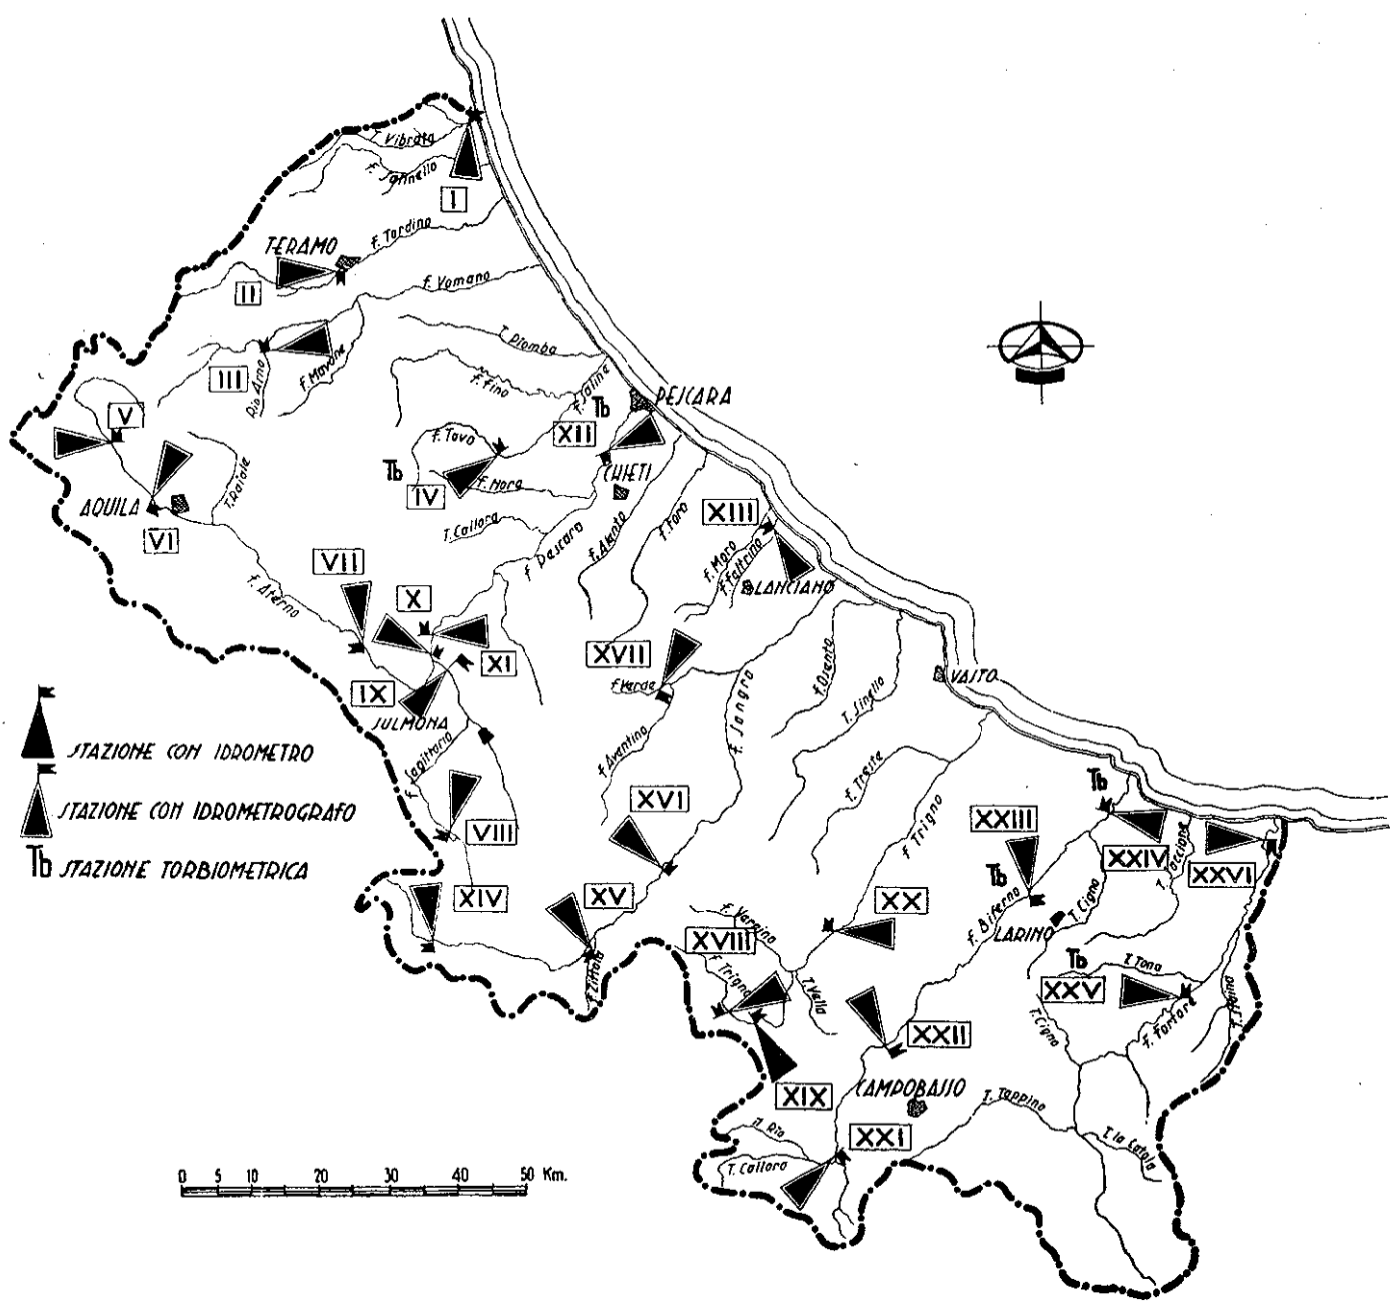 T. Vibrata
f. Salinello
I
TERAMO
f. Tordino
II
f. Vomano
III
Rio Arno
f. Mavone
T. Piomba
f. Fino
f. Saline
Tb
PESCARA
V
XII
f. Tavo
Tb
IV
f. Nora
CHIETI
T. Raiale
AQUILA
VI
T. Callora
f. Pescara
f. Alento
f. Foro
XIII
f. Moro
f. Feltrino
LANCIANO
VII
f. Aterno
X
XI
IX
SULMONA
XVII
f. Verde
f. Sangro
f. Osento
T. Sinello
VASTO
STAZIONE CON IDROMETRO
STAZIONE CON IDROMETROGRAFO
Tb STAZIONE TORBIOMETRICA
f. Sagittario
f. Aventino
T. Treste
f. Trigno
VIII
XVI
XIV
XV
f. Zittola
Tb
XXIII
XXIV
XXVI
Tb
f. Biferno
T. Cigno
LARINO
XX
XVIII
f. Trigno
T. Vella
Tb
T. Tona
XXV
T. Cigno
f. Fortore
XXII
XIX
CAMPOBASSO
T. Tappino
T. la Catola
il Rio
XXI
T. Callora
0 5 10 20 30 40 50 Km.